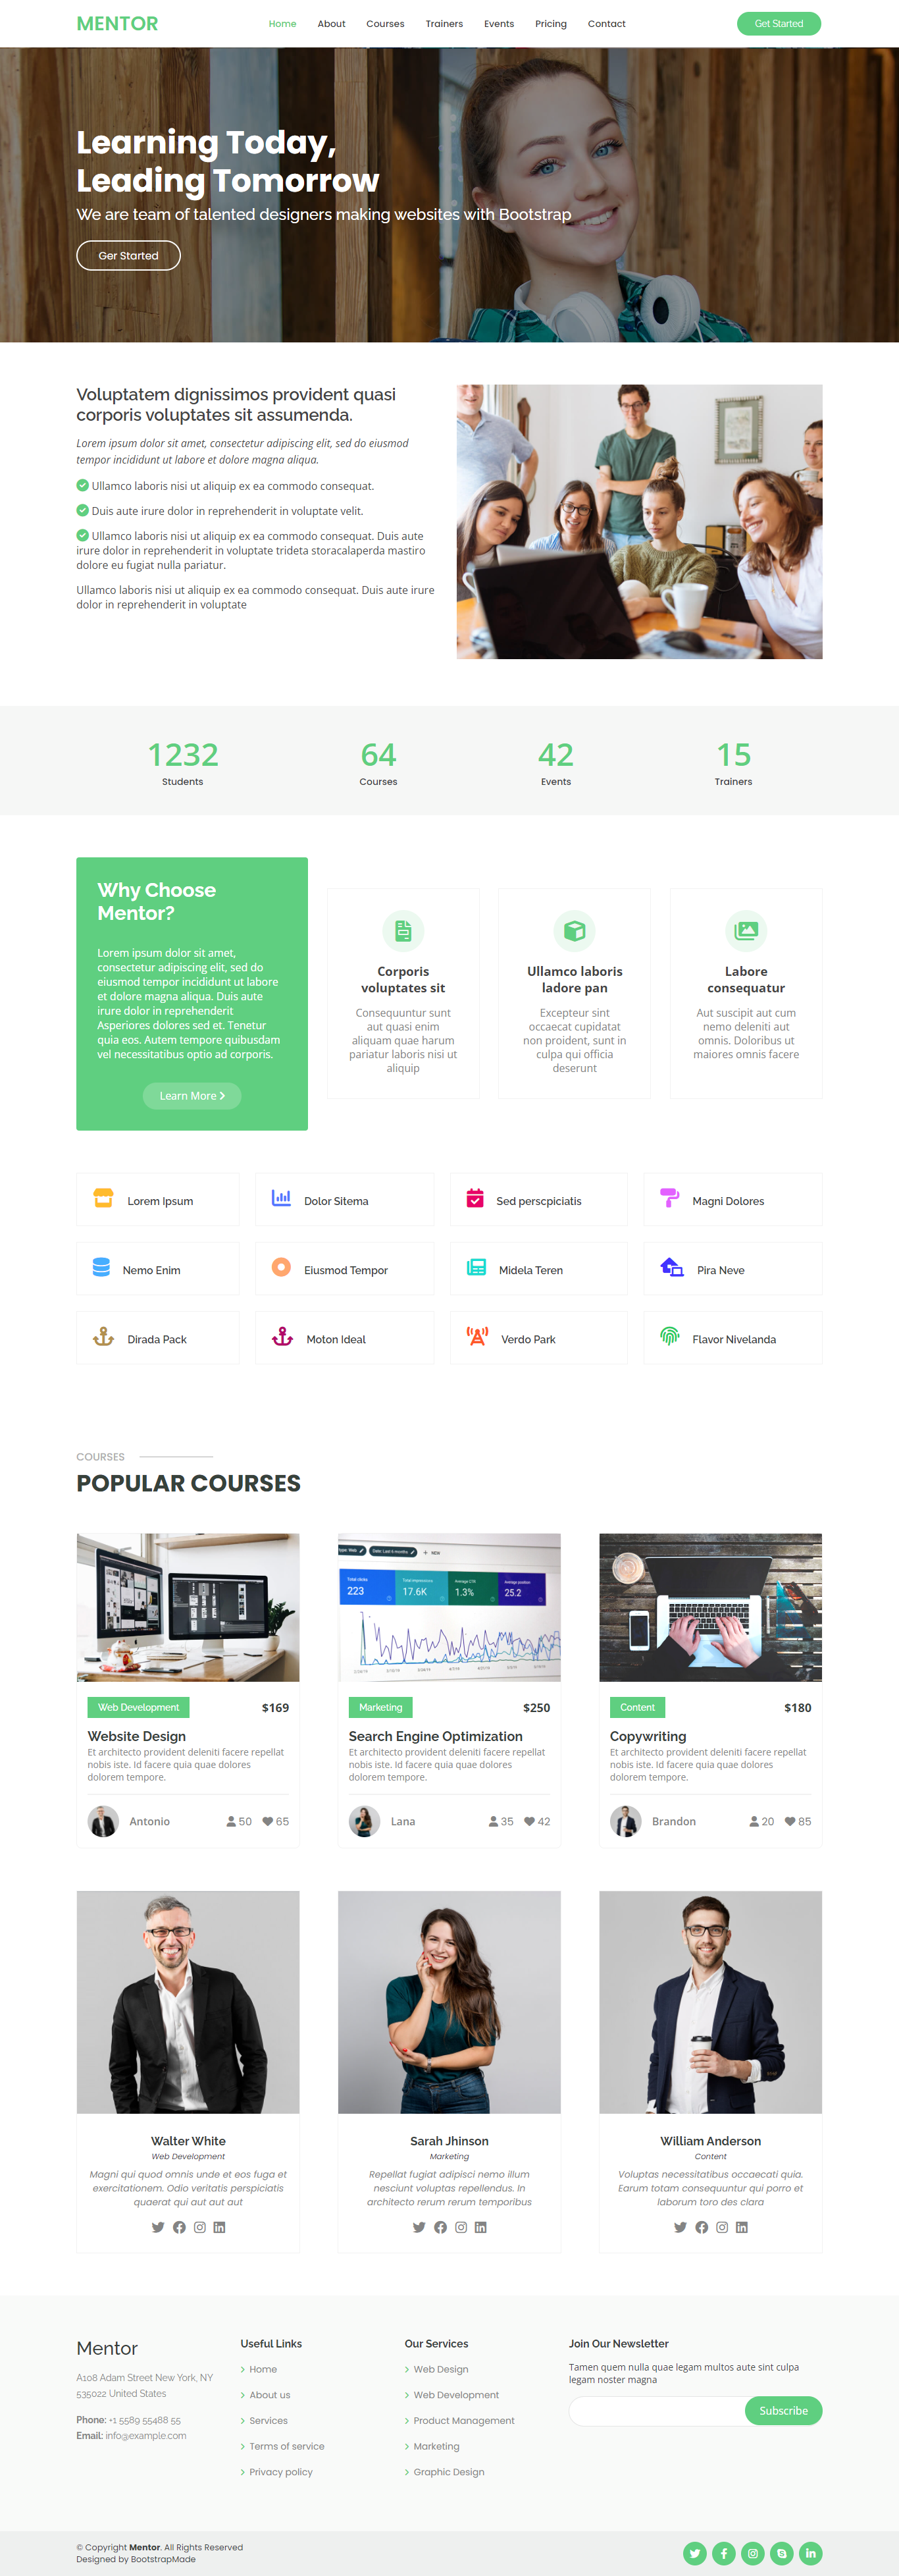 MENTOR
Home About Courses Trainers Events Pricing Contact
Get Started
Learning Today,
Leading Tomorrow
We are team of talented designers making websites with Bootstrap
Ger Started
Voluptatem dignissimos provident quasi
corporis voluptates sit assumenda.
Lorem ipsum dolor sit amet, consectetur adipiscing elit, sed do eiusmod
tempor incididunt ut labore et dolore magna aliqua.
Ullamco laboris nisi ut aliquip ex ea commodo consequat.
Duis aute irure dolor in reprehenderit in voluptate velit.
Ullamco laboris nisi ut aliquip ex ea commodo consequat. Duis aute
irure dolor in reprehenderit in voluptate trideta storacalaperda mastiro
dolore eu fugiat nulla pariatur.
Ullamco laboris nisi ut aliquip ex ea commodo consequat. Duis aute irure
dolor in reprehenderit in voluptate
1232
Students
64
Courses
42
Events
15
Trainers
Why Choose
Mentor?
Lorem ipsum dolor sit amet,
consectetur adipiscing elit, sed do
eiusmod tempor incididunt ut labore
et dolore magna aliqua. Duis aute
irure dolor in reprehenderit
Asperiores dolores sed et. Tenetur
quia eos. Autem tempore quibusdam
vel necessitatibus optio ad corporis.
Learn More
Corporis
voluptates sit
Consequuntur sunt
aut quasi enim
aliquam quae harum
pariatur laboris nisi ut
aliquip
Ullamco laboris
ladore pan
Excepteur sint
occaecat cupidatat
non proident, sunt in
culpa qui officia
deserunt
Labore
consequatur
Aut suscipit aut cum
nemo deleniti aut
omnis. Doloribus ut
maiores omnis facere
Lorem Ipsum
Dolor Sitema
Sed perscpiciatis
Magni Dolores
Nemo Enim
Eiusmod Tempor
Midela Teren
Pira Neve
Dirada Pack
Moton Ideal
Verdo Park
Flavor Nivelanda
COURSES
POPULAR COURSES
Web Development $169
Website Design
Et architecto provident deleniti facere repellat
nobis iste. Id facere quia quae dolores
dolorem tempore.
Antonio 50 65
223
17.6K
1.3%
25.2
Marketing $250
Search Engine Optimization
Et architecto provident deleniti facere repellat
nobis iste. Id facere quia quae dolores
dolorem tempore.
Lana 35 42
Content $180
Copywriting
Et architecto provident deleniti facere repellat
nobis iste. Id facere quia quae dolores
dolorem tempore.
Brandon 20 85
Walter White
Web Development
Magni qui quod omnis unde et eos fuga et
exercitationem. Odio veritatis perspiciatis
quaerat qui aut aut aut
Sarah Jhinson
Marketing
Repellat fugiat adipisci nemo illum
nesciunt voluptas repellendus. In
architecto rerum rerum temporibus
William Anderson
Content
Voluptas necessitatibus occaecati quia.
Earum totam consequuntur qui porro et
laborum toro des clara
Mentor
A108 Adam Street New York, NY
535022 United States
Phone: +1 5589 55488 55
Email: info@example.com
Useful Links
Home
About us
Services
Terms of service
Privacy policy
Our Services
Web Design
Web Development
Product Management
Marketing
Graphic Design
Join Our Newsletter
Tamen quem nulla quae legam multos aute sint culpa
legam noster magna
Subscribe
© Copyright Mentor. All Rights Reserved
Designed by BootstrapMade